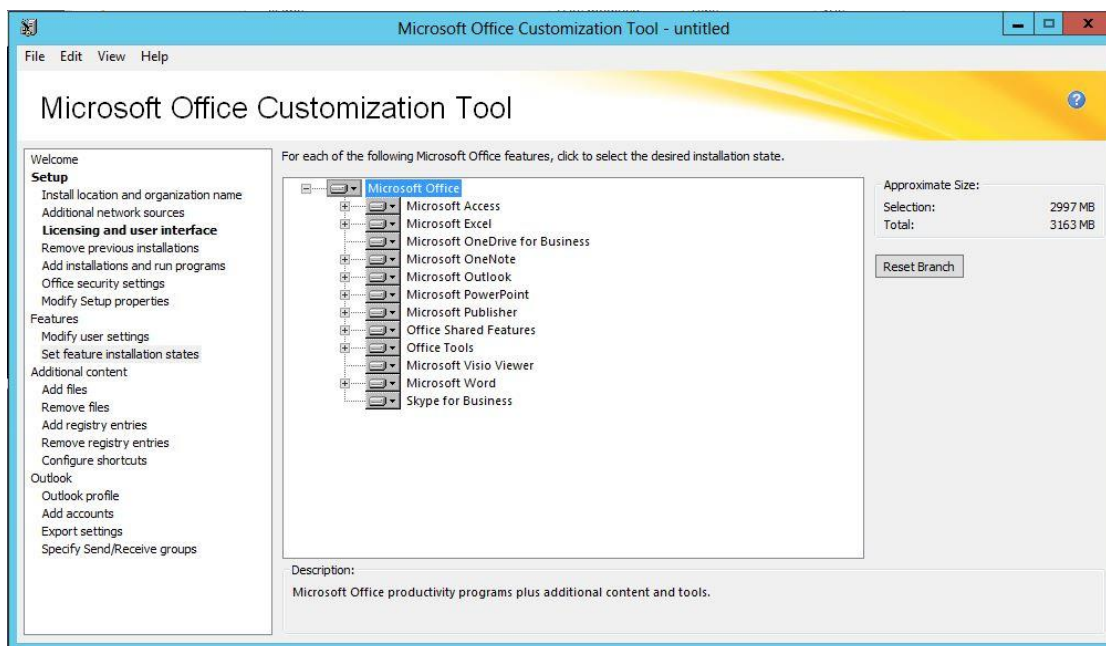 Microsoft Office Customization Tool - untitled
File Edit View Help
Microsoft Office Customization Tool
Welcome
Setup
Install location and organization name
Additional network sources
Licensing and user interface
Remove previous installations
Add installations and run programs
Office security settings
Modify Setup properties
Features
Modify user settings
Set feature installation states
Additional content
Add files
Remove files
Add registry entries
Remove registry entries
Configure shortcuts
Outlook
Outlook profile
Add accounts
Export settings
Specify Send/Receive groups
For each of the following Microsoft Office features, click to select the desired installation state.
Microsoft Office
Microsoft Access
Microsoft Excel
Microsoft OneDrive for Business
Microsoft OneNote
Microsoft Outlook
Microsoft PowerPoint
Microsoft Publisher
Office Shared Features
Office Tools
Microsoft Visio Viewer
Microsoft Word
Skype for Business
Approximate Size:
Selection: 2997 MB
Total: 3163 MB
Reset Branch
Description:
Microsoft Office productivity programs plus additional content and tools.